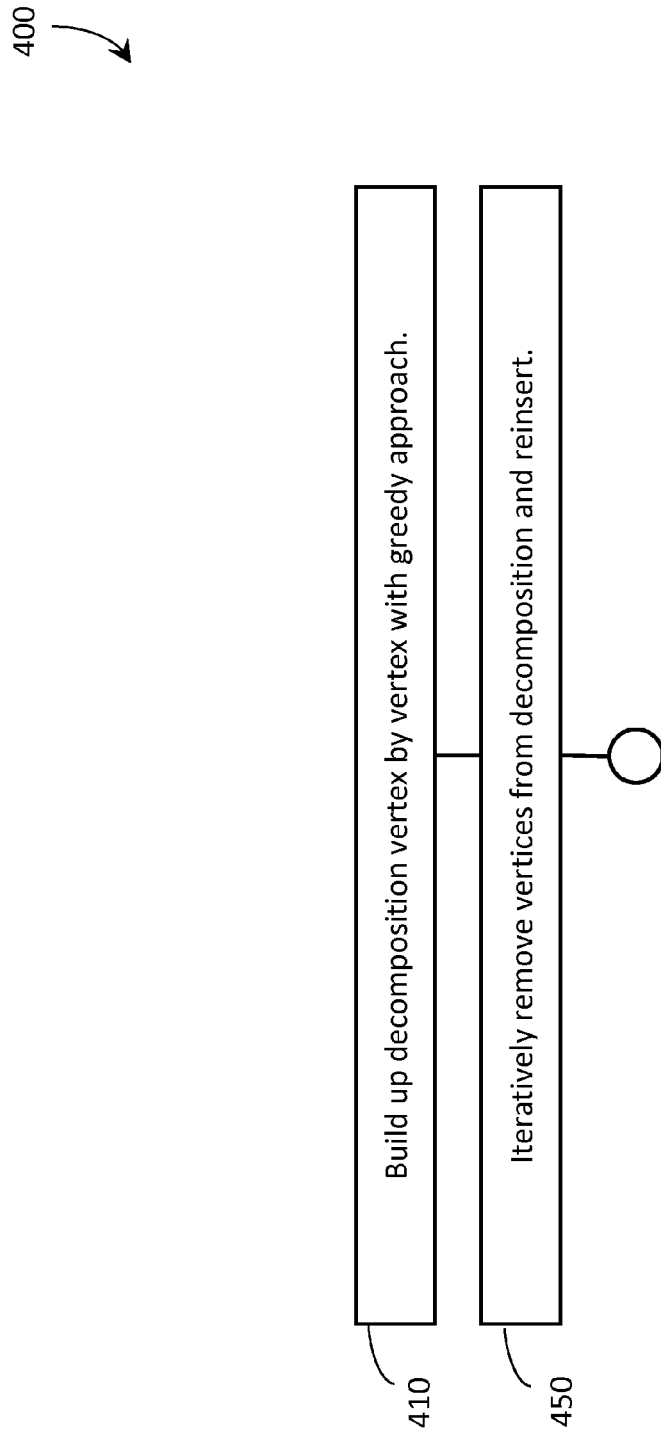 400
410
Build up decomposition vertex by vertex with greedy approach.
450
Iteratively remove vertices from decomposition and reinsert.